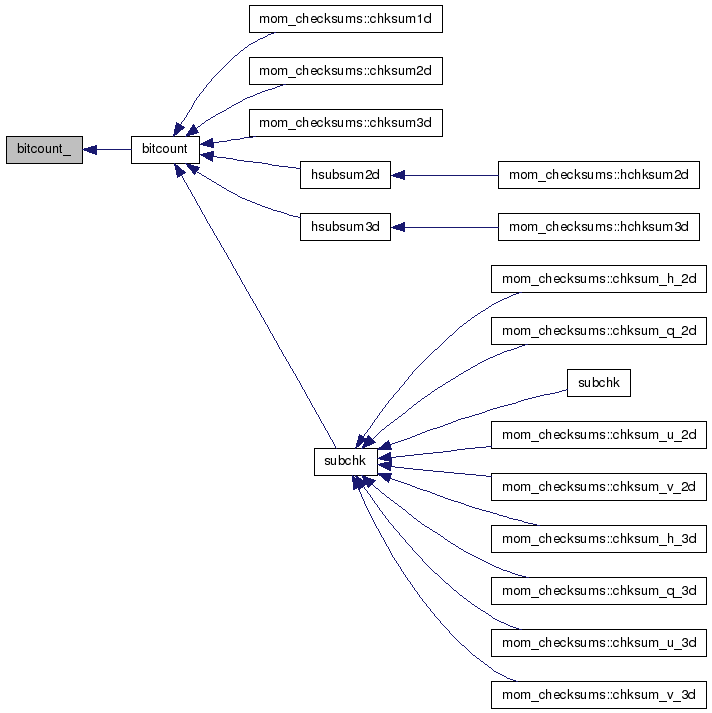 mom_checksums::chksum1d
mom_checksums::chksum2d
mom_checksums::chksum3d
bitcount_
bitcount
hsubsum2d
mom_checksums::hchksum2d
hsubsum3d
mom_checksums::hchksum3d
mom_checksums::chksum_h_2d
mom_checksums::chksum_q_2d
subchk
mom_checksums::chksum_u_2d
subchk
mom_checksums::chksum_v_2d
mom_checksums::chksum_h_3d
mom_checksums::chksum_q_3d
mom_checksums::chksum_u_3d
mom_checksums::chksum_v_3d